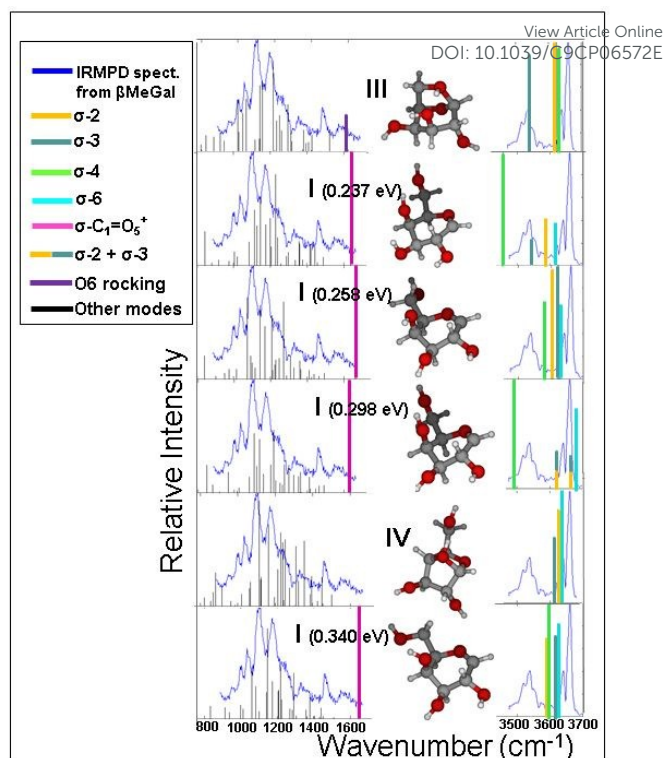 View Article Online
DOI: 10.1039/C9CP06572E
IRMPD spect.
from βMeGal
σ-2
σ-3
σ-4
σ-6
σ-C₁=O₅⁺
σ-2 + σ-3
O6 rocking
Other modes
Relative Intensity
III
I (0.237 eV)
I (0.258 eV)
I (0.298 eV)
IV
I (0.340 eV)
800 1000 1200 1400 1600
3500 3600 3700
Wavenumber (cm⁻¹)